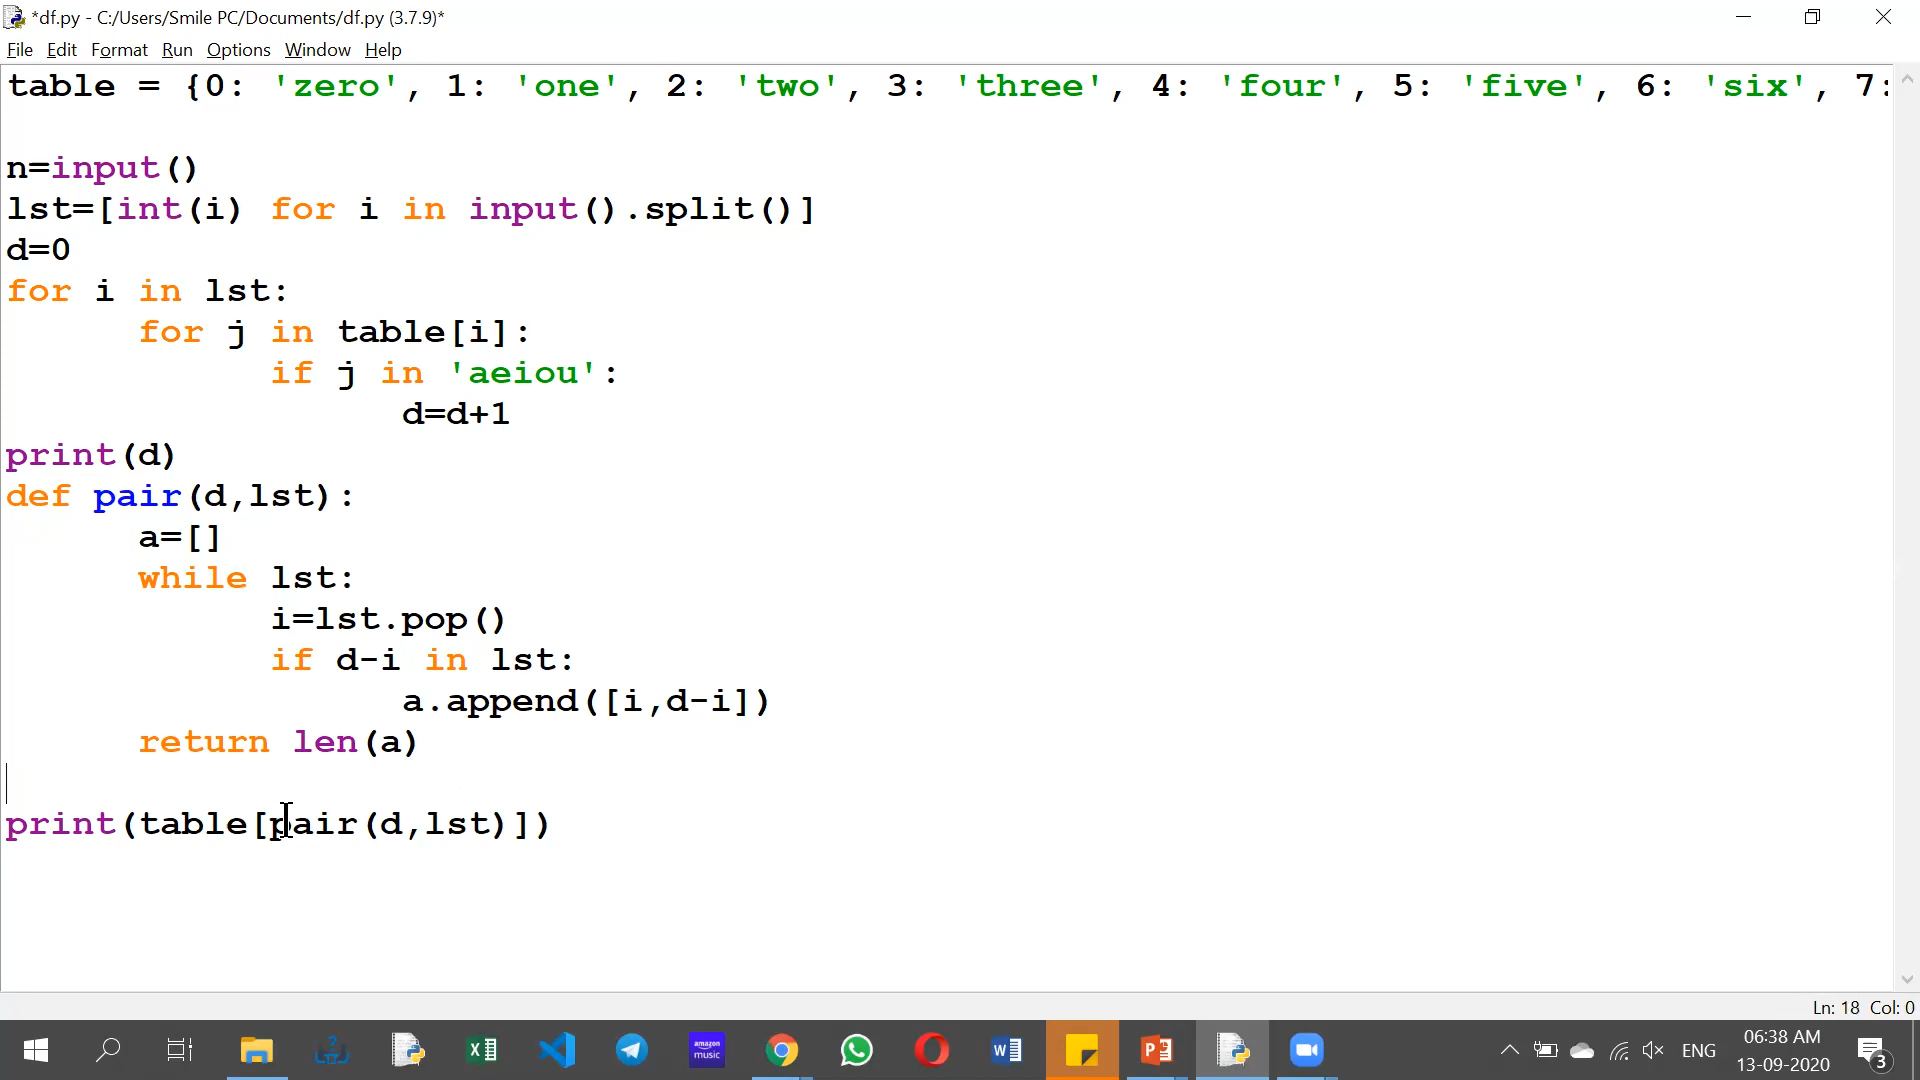 *df.py - C:/Users/Smile PC/Documents/df.py (3.7.9)*
File Edit Format Run Options Window Help
table = {0: 'zero', 1: 'one', 2: 'two', 3: 'three', 4: 'four', 5: 'five', 6: 'six', 7:
n=input()
lst=[int(i) for i in input().split()]
d=0
for i in lst:
for j in table[i]:
if j in 'aeiou':
d=d+1
print(d)
def pair(d,lst):
a=[]
while lst:
i=lst.pop()
if d-i in lst:
a.append([i,d-i])
return len(a)
print(table[pair(d,lst)])
Ln: 18 Col: 0
amazon music
ENG
06:38 AM
13-09-2020
3